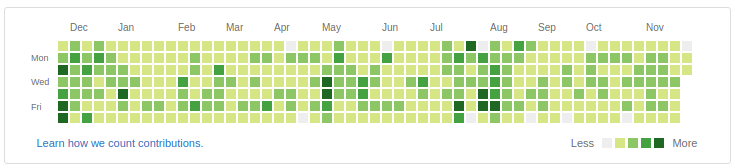 Dec Jan Feb Mar Apr May Jun Jul Aug Sep Oct Nov
Mon
Wed
Fri
Learn how we count contributions. Less More